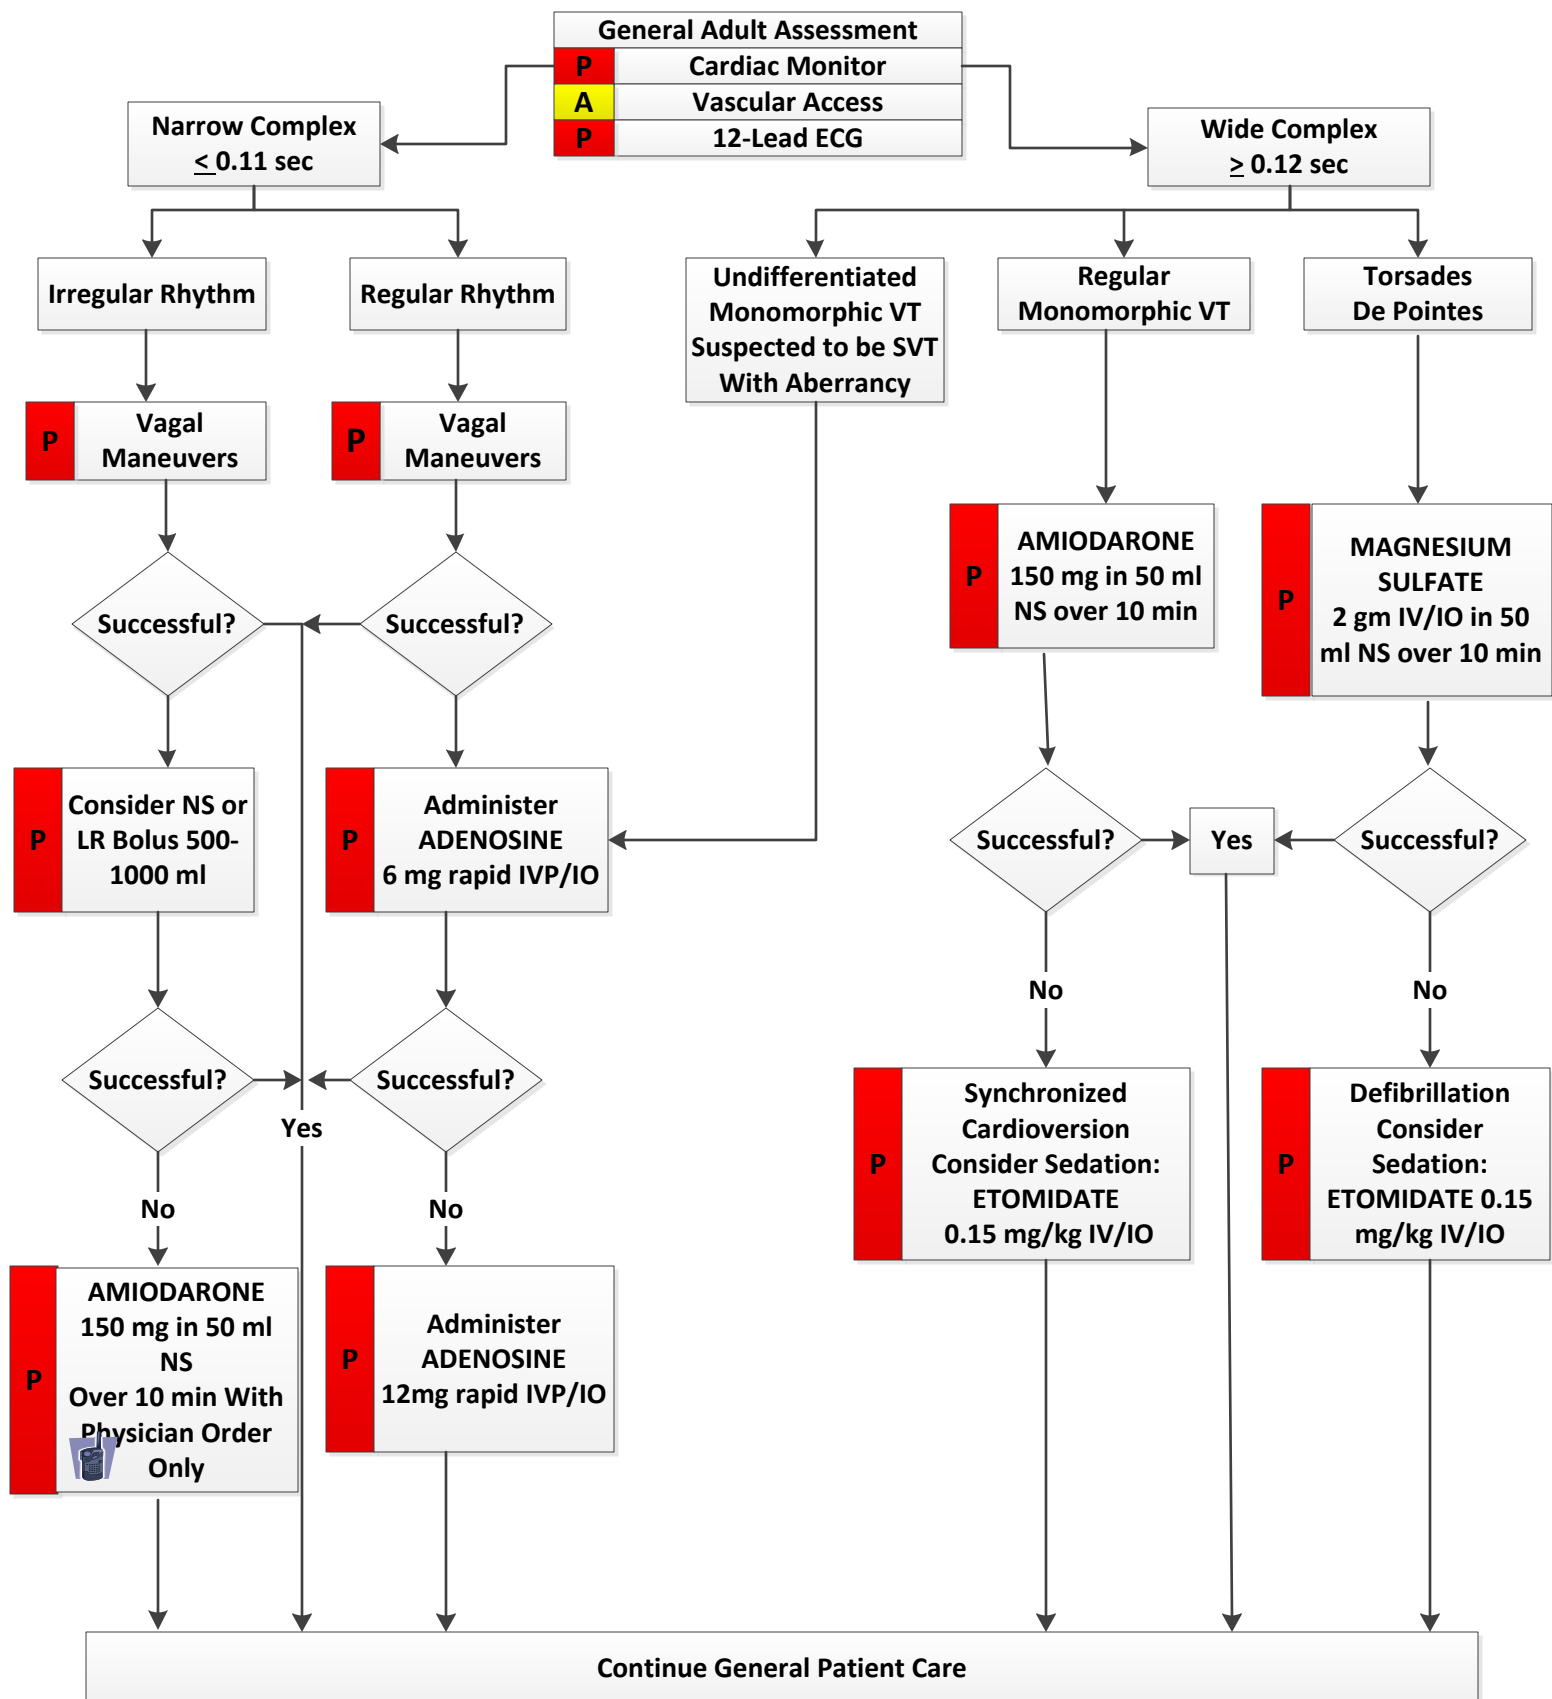 General Adult Assessment
P
Cardiac Monitor
A
Vascular Access
P
12-Lead ECG
Narrow Complex
< 0.11 sec
Wide Complex
> 0.12 sec
Irregular Rhythm
Regular Rhythm
Undifferentiated
Monomorphic VT
Suspected to be SVT
With Aberrancy
Regular
Monomorphic VT
Torsades
De Pointes
P
Vagal
Maneuvers
P
Vagal
Maneuvers
P
AMIODARONE
150 mg in 50 ml
NS over 10 min
P
MAGNESIUM
SULFATE
2 gm IV/IO in 50
ml NS over 10 min
Successful?
Successful?
P
Consider NS or
LR Bolus 500-
1000 ml
P
Administer
ADENOSINE
6 mg rapid IVP/IO
Successful?
Yes
Successful?
No
No
Successful?
Successful?
Yes
P
Synchronized
Cardioversion
Consider Sedation:
ETOMIDATE
0.15 mg/kg IV/IO
P
Defibrillation
Consider
Sedation:
ETOMIDATE 0.15
mg/kg IV/IO
No
No
P
AMIODARONE
150 mg in 50 ml
NS
Over 10 min With
Physician Order
Only
P
Administer
ADENOSINE
12mg rapid IVP/IO
Continue General Patient Care